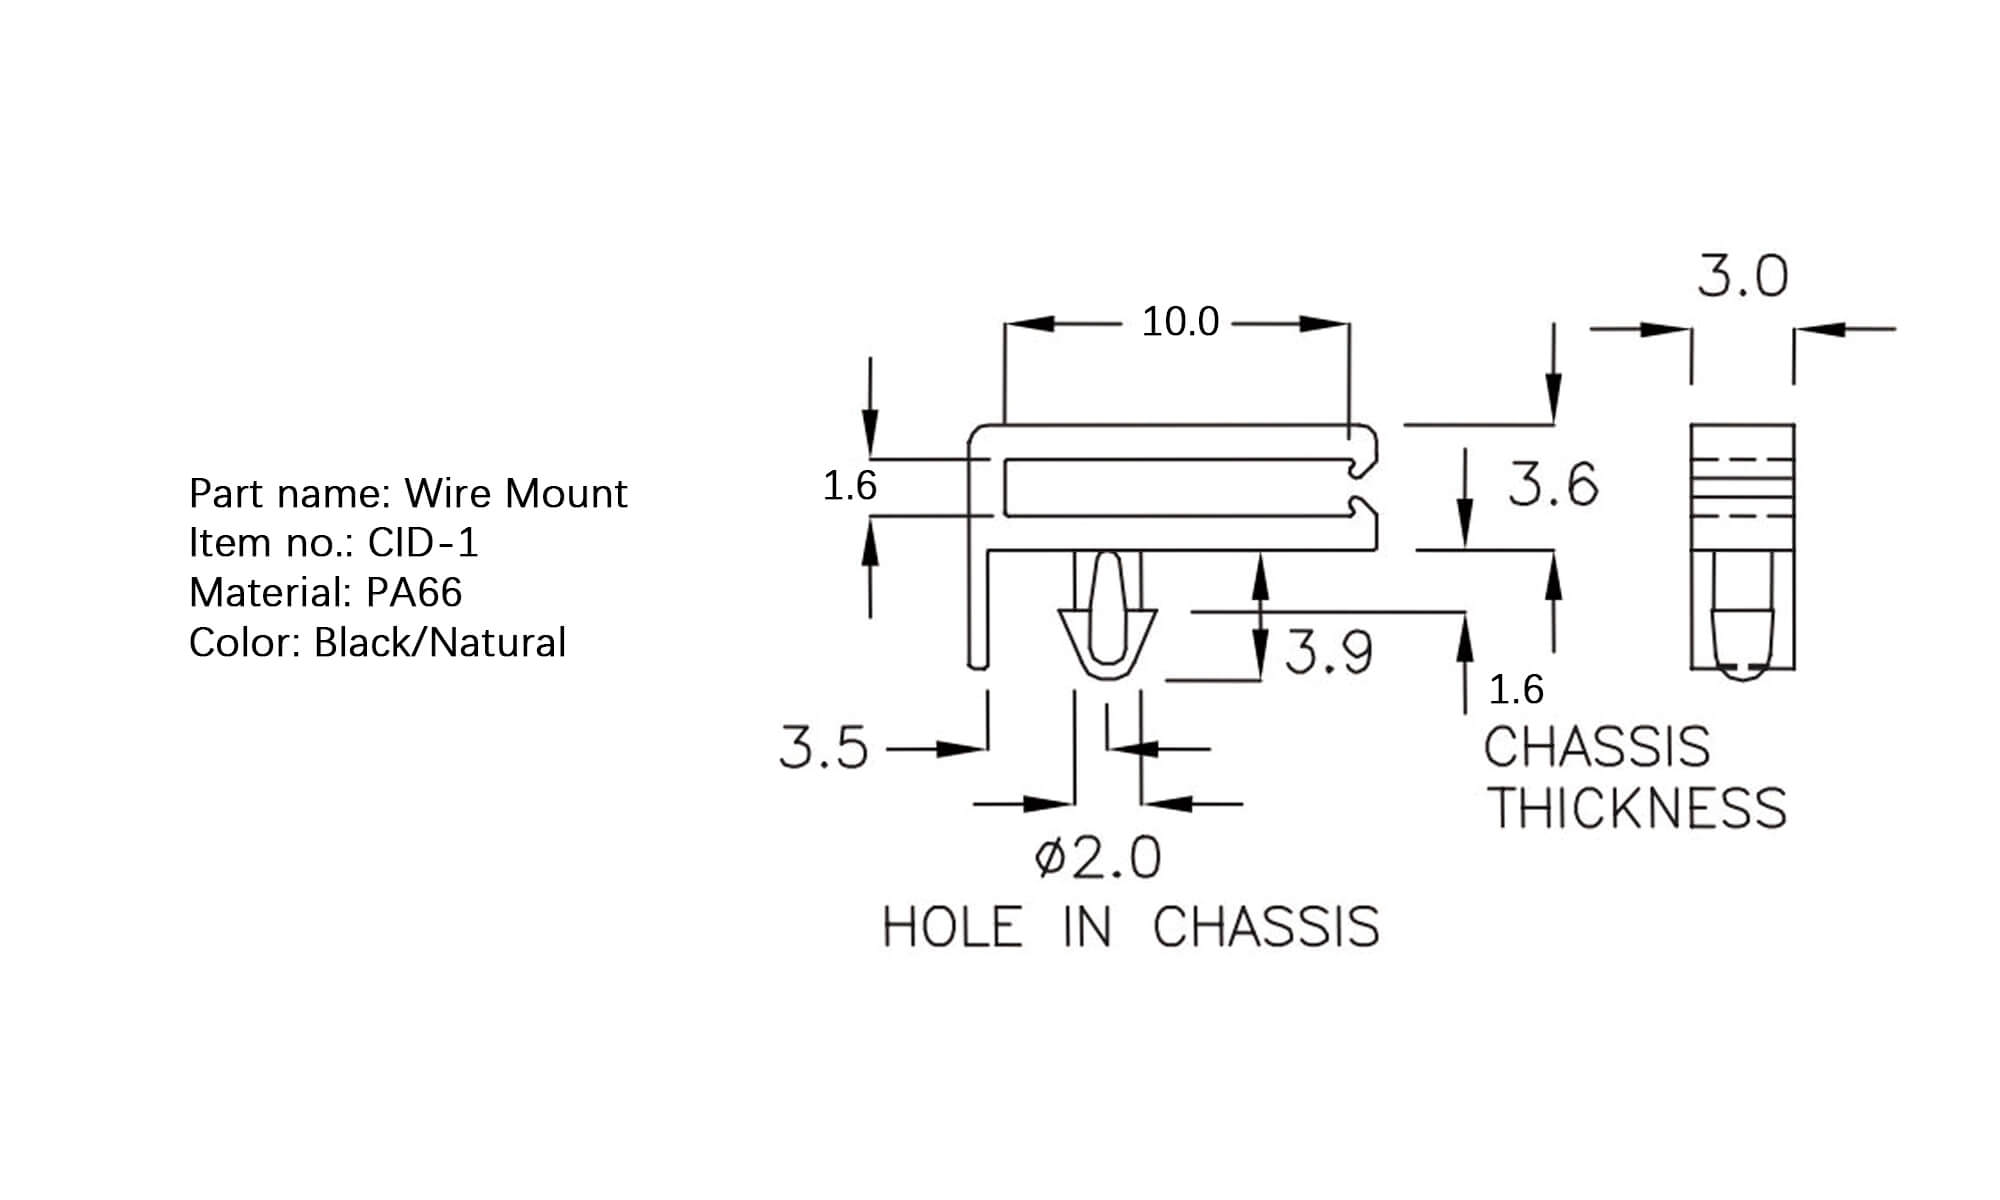 Part name: Wire Mount
Item no.: CID-1
Material: PA66
Color: Black/Natural
3.0
10.0
1.6
3.6
3.9
1.6
CHASSIS
THICKNESS
3.5
ø2.0
HOLE IN CHASSIS